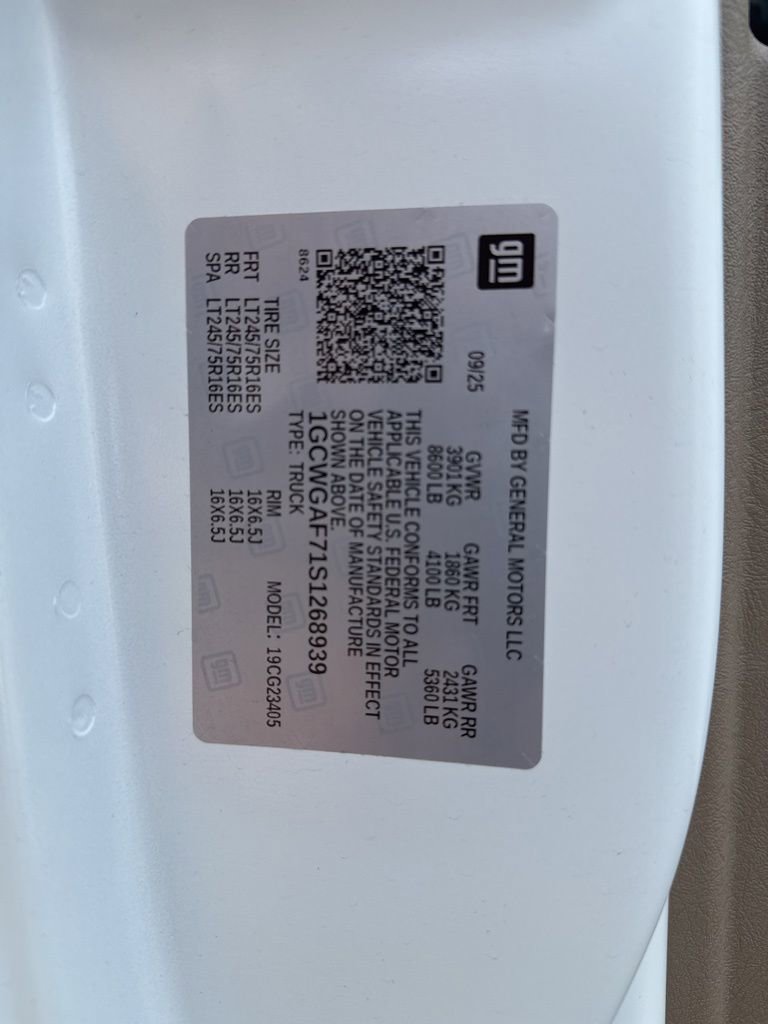 gm
MFD BY GENERAL MOTORS LLC
09/25
GVWR GAWR FRT GAWR RR
3901 KG 1860 KG 2431 KG
8600 LB 4100 LB 5360 LB
THIS VEHICLE CONFORMS TO ALL
APPLICABLE U.S. FEDERAL MOTOR
VEHICLE SAFETY STANDARDS IN EFFECT
ON THE DATE OF MANUFACTURE
SHOWN ABOVE.
1GCWGAF71S1268939
8624
TYPE: TRUCK
MODEL: 19CG23405
TIRE SIZE RIM
FRT LT245/75R16ES 16X6.5J
RR LT245/75R16ES 16X6.5J
SPA LT245/75R16ES 16X6.5J